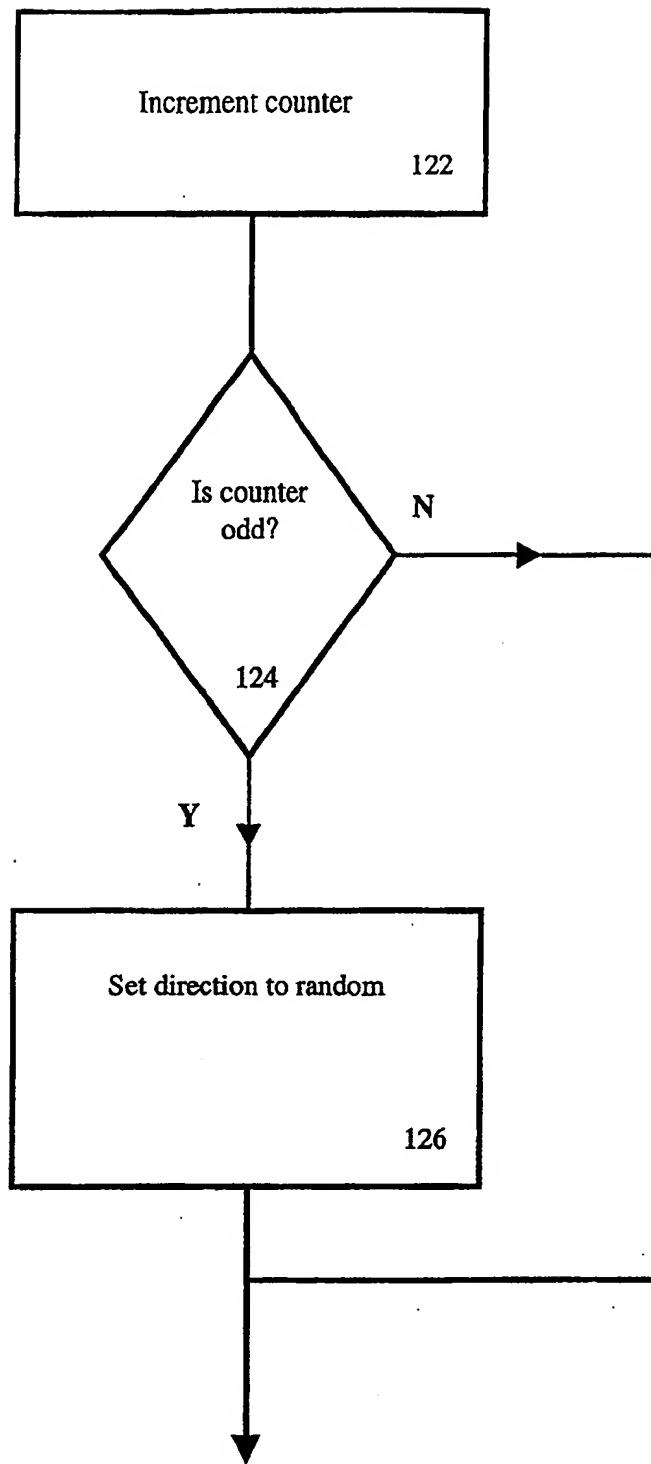 Increment counter
122
Is counter
odd?
N
124
Y
Set direction to random
126